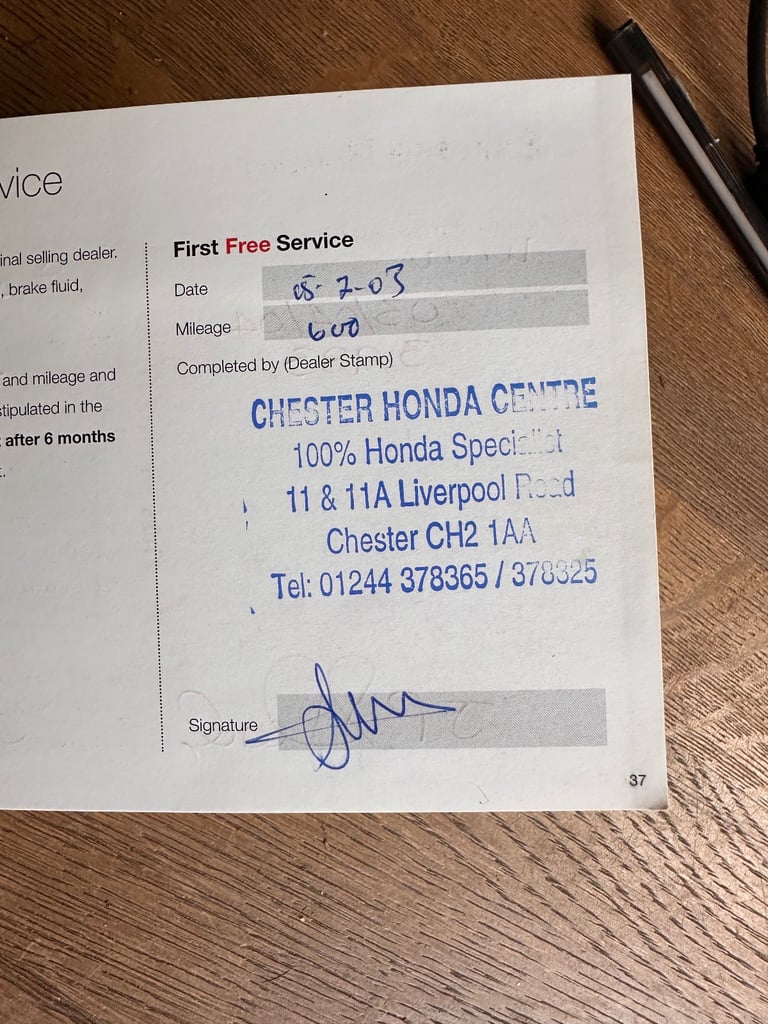 vice
inal selling dealer.
, brake fluid,
and mileage and
stipulated in the
after 6 months
First Free Service
Date 05-7-03
Mileage 600
Completed by (Dealer Stamp)
CHESTER HONDA CENTRE
100% Honda Specialist
11 & 11A Liverpool Road
Chester CH2 1AA
Tel: 01244 378365 / 378325
Signature
37